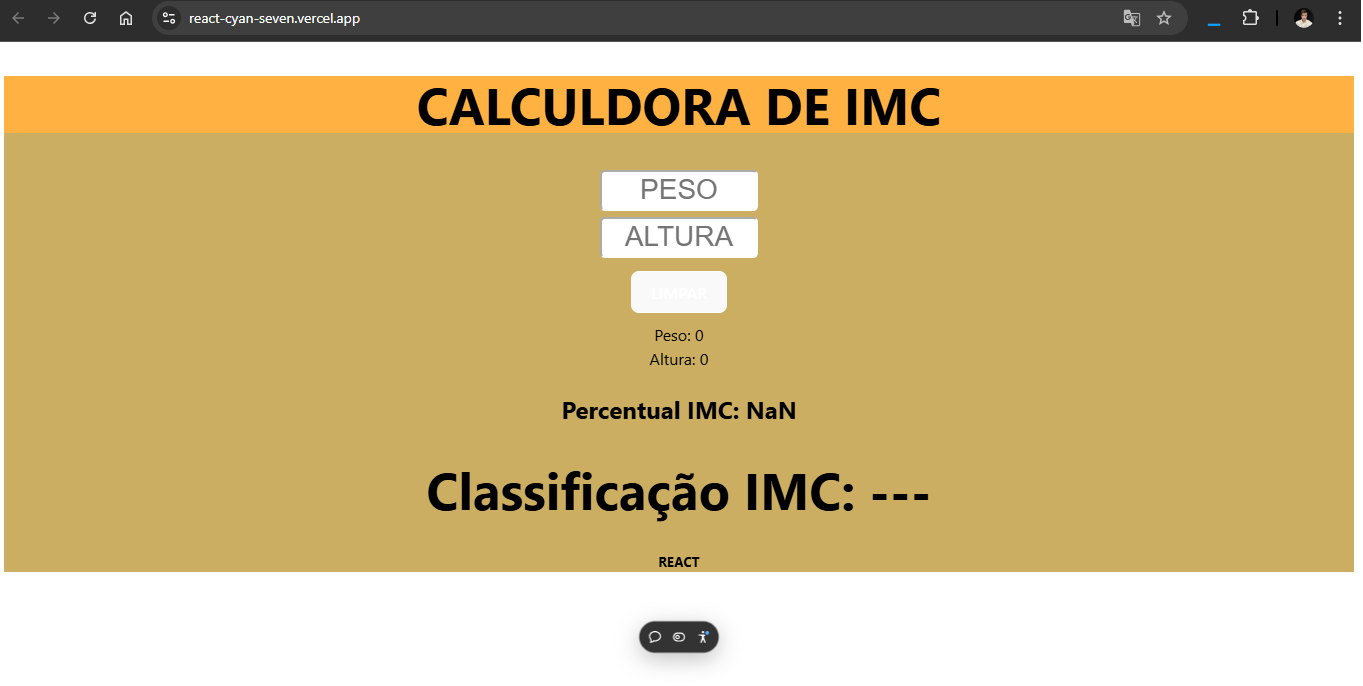 react-cyan-seven.vercel.app
CALCULDORA DE IMC
PESO
ALTURA
LIMPAR
Peso: 0
Altura: 0
Percentual IMC: NaN
Classificação IMC: ---
REACT